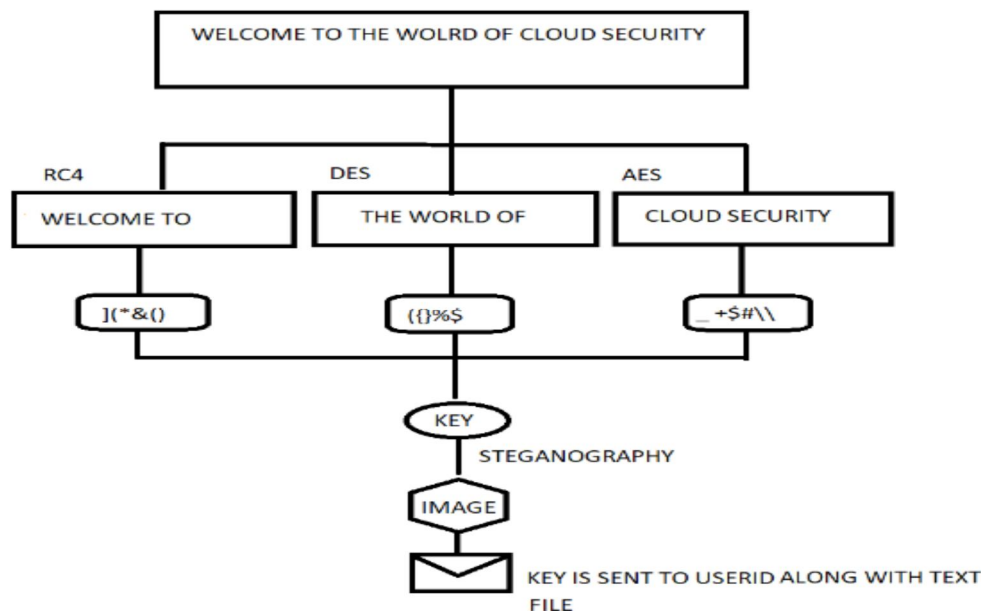 WELCOME TO THE WOLRD OF CLOUD SECURITY
RC4
DES
AES
WELCOME TO
THE WORLD OF
CLOUD SECURITY
](*&()
({}%$
_ +$#\\
KEY
STEGANOGRAPHY
IMAGE
KEY IS SENT TO USERID ALONG WITH TEXT
FILE